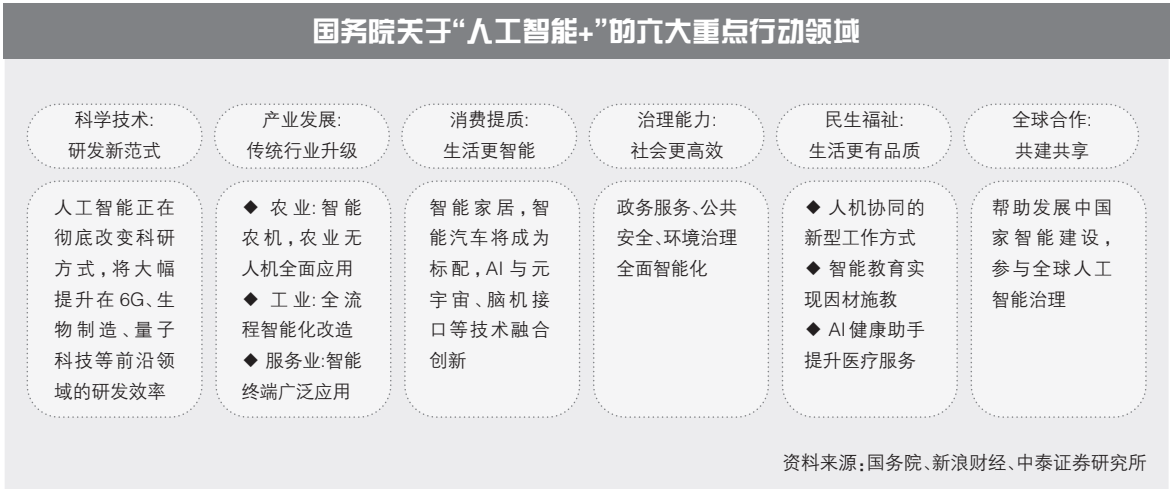 国务院关于“人工智能+”的六大重点行动领域
科学技术:
研发新范式
人工智能正在
彻底改变科研
方式,将大幅
提升在6G、生
物制造、量子
科技等前沿领
域的研发效率
产业发展:
传统行业升级
◆ 农业:智能
农机,农业无
人机全面应用
◆ 工业:全流
程智能化改造
◆ 服务业:智能
终端广泛应用
消费提质:
生活更智能
智能家居,智
能汽车将成为
标配,AI与元
宇宙、脑机接
口等技术融合
创新
治理能力:
社会更高效
政务服务、公共
安全、环境治理
全面智能化
民生福祉:
生活更有品质
◆ 人机协同的
新型工作方式
◆ 智能教育实
现因材施教
◆ AI健康助手
提升医疗服务
全球合作:
共建共享
帮助发展中国
家智能建设,
参与全球人工
智能治理
资料来源:国务院、新浪财经、中泰证券研究所